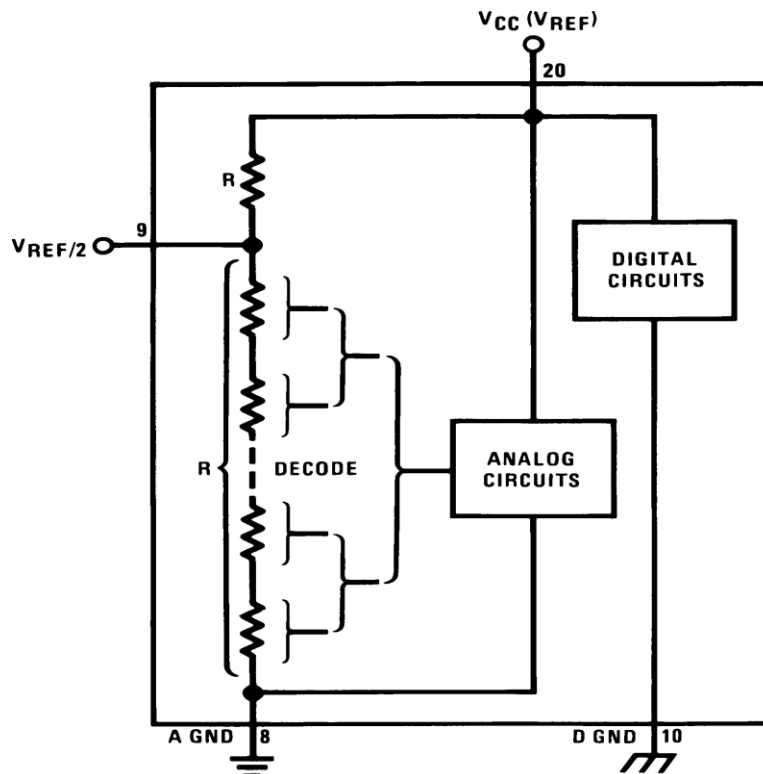 VCC (VREF)
20
R
9
VREF/2
DIGITAL
CIRCUITS
R
DECODE
ANALOG
CIRCUITS
A GND
8
D GND
10